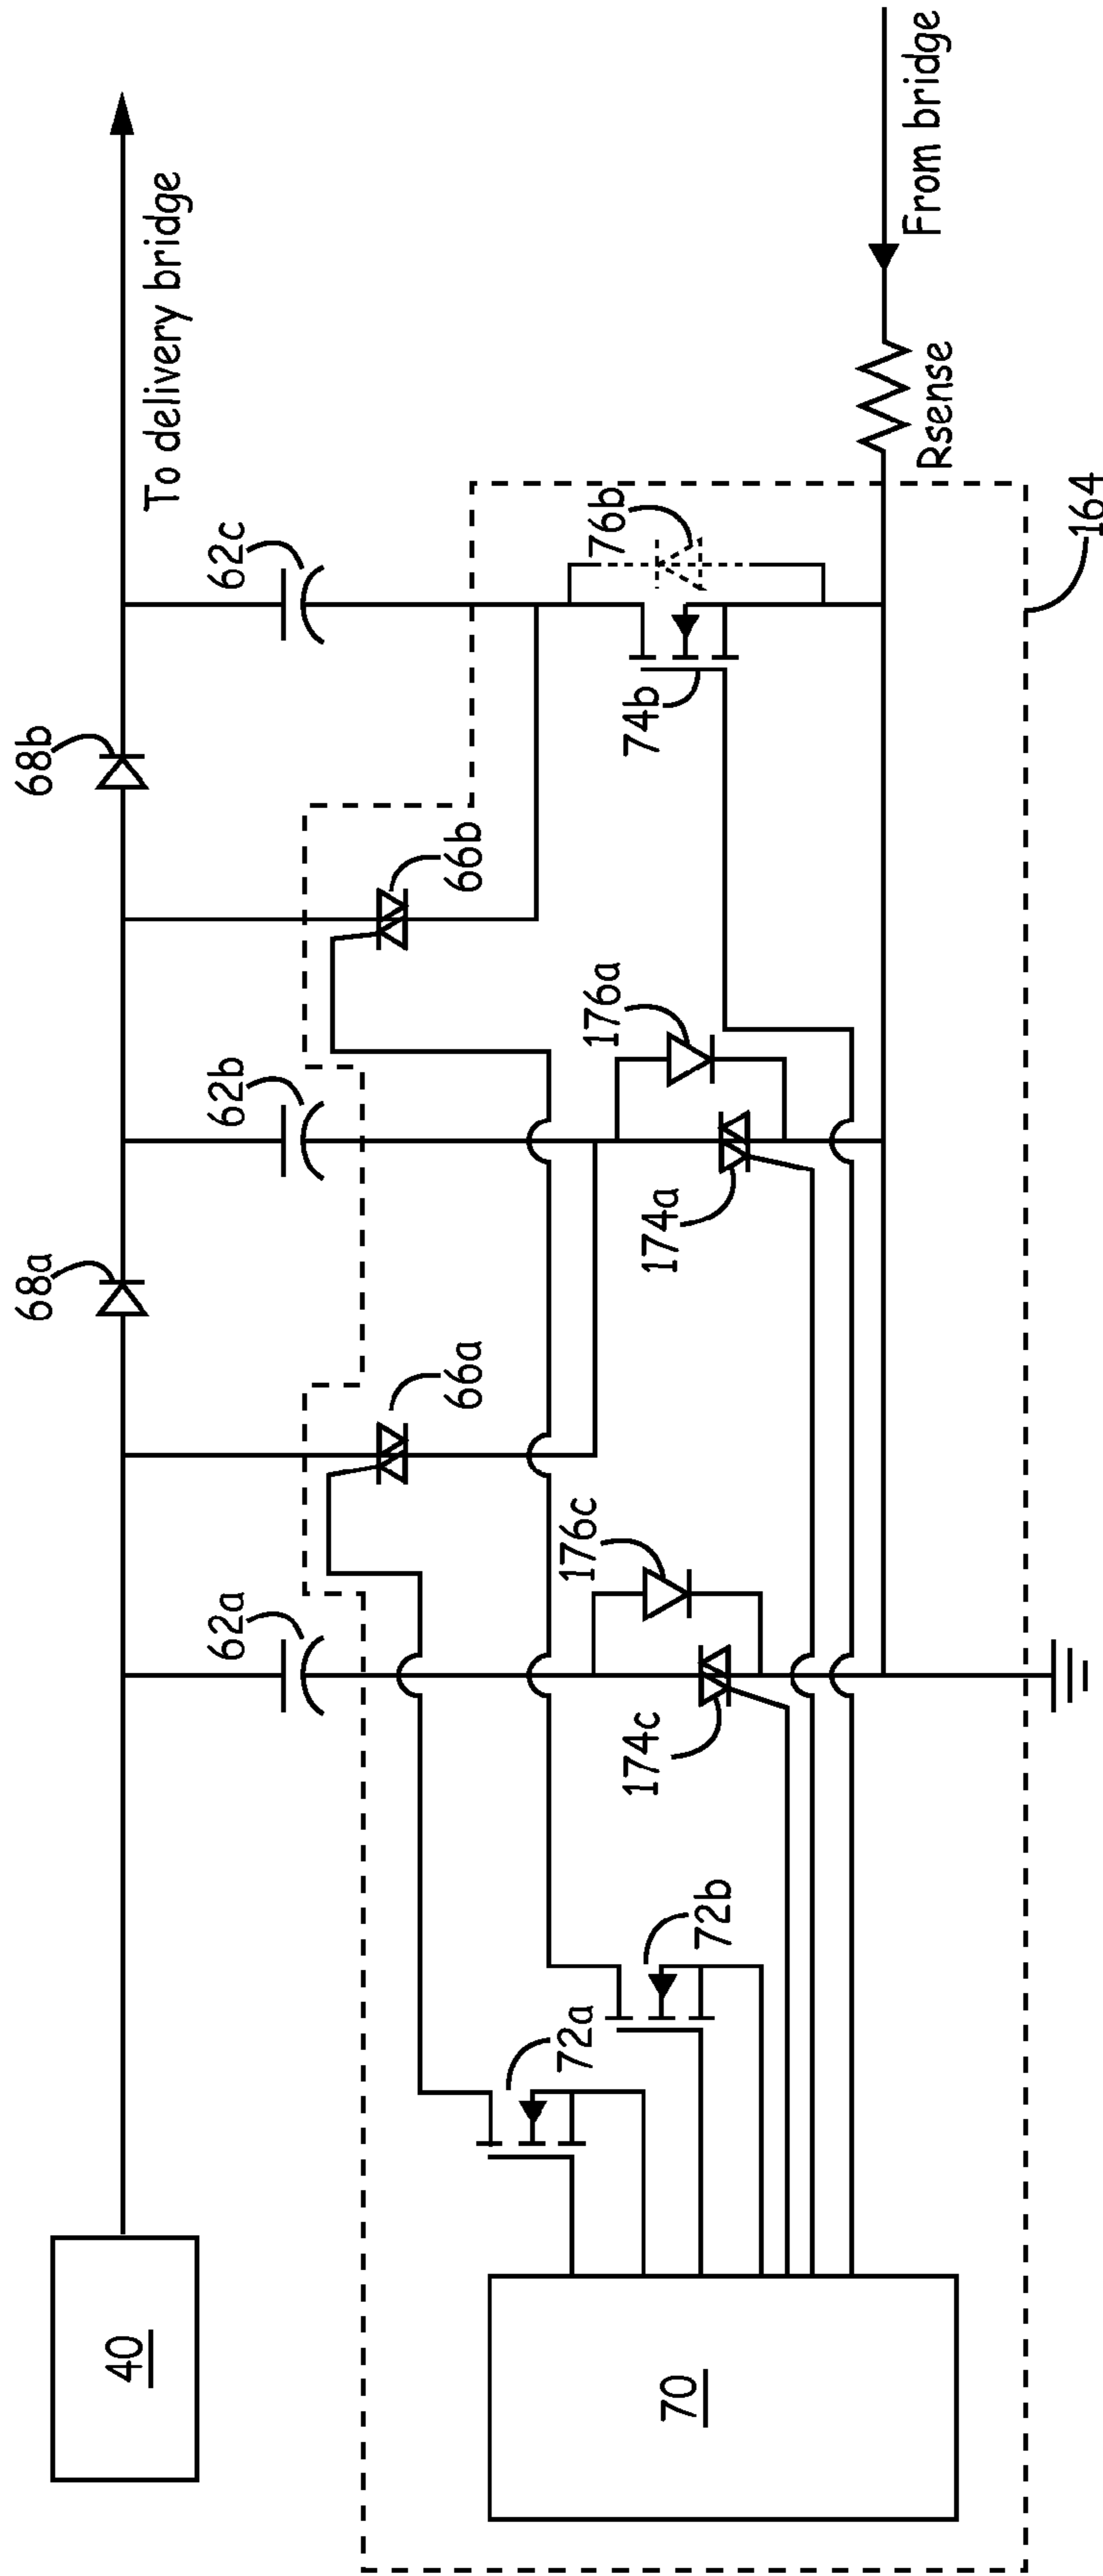 To delivery bridge
68b
68a
62c
62b
62a
66b
66a
76b
74b
176a
174a
176c
174c
72b
72a
40
70
From bridge
Rsense
164